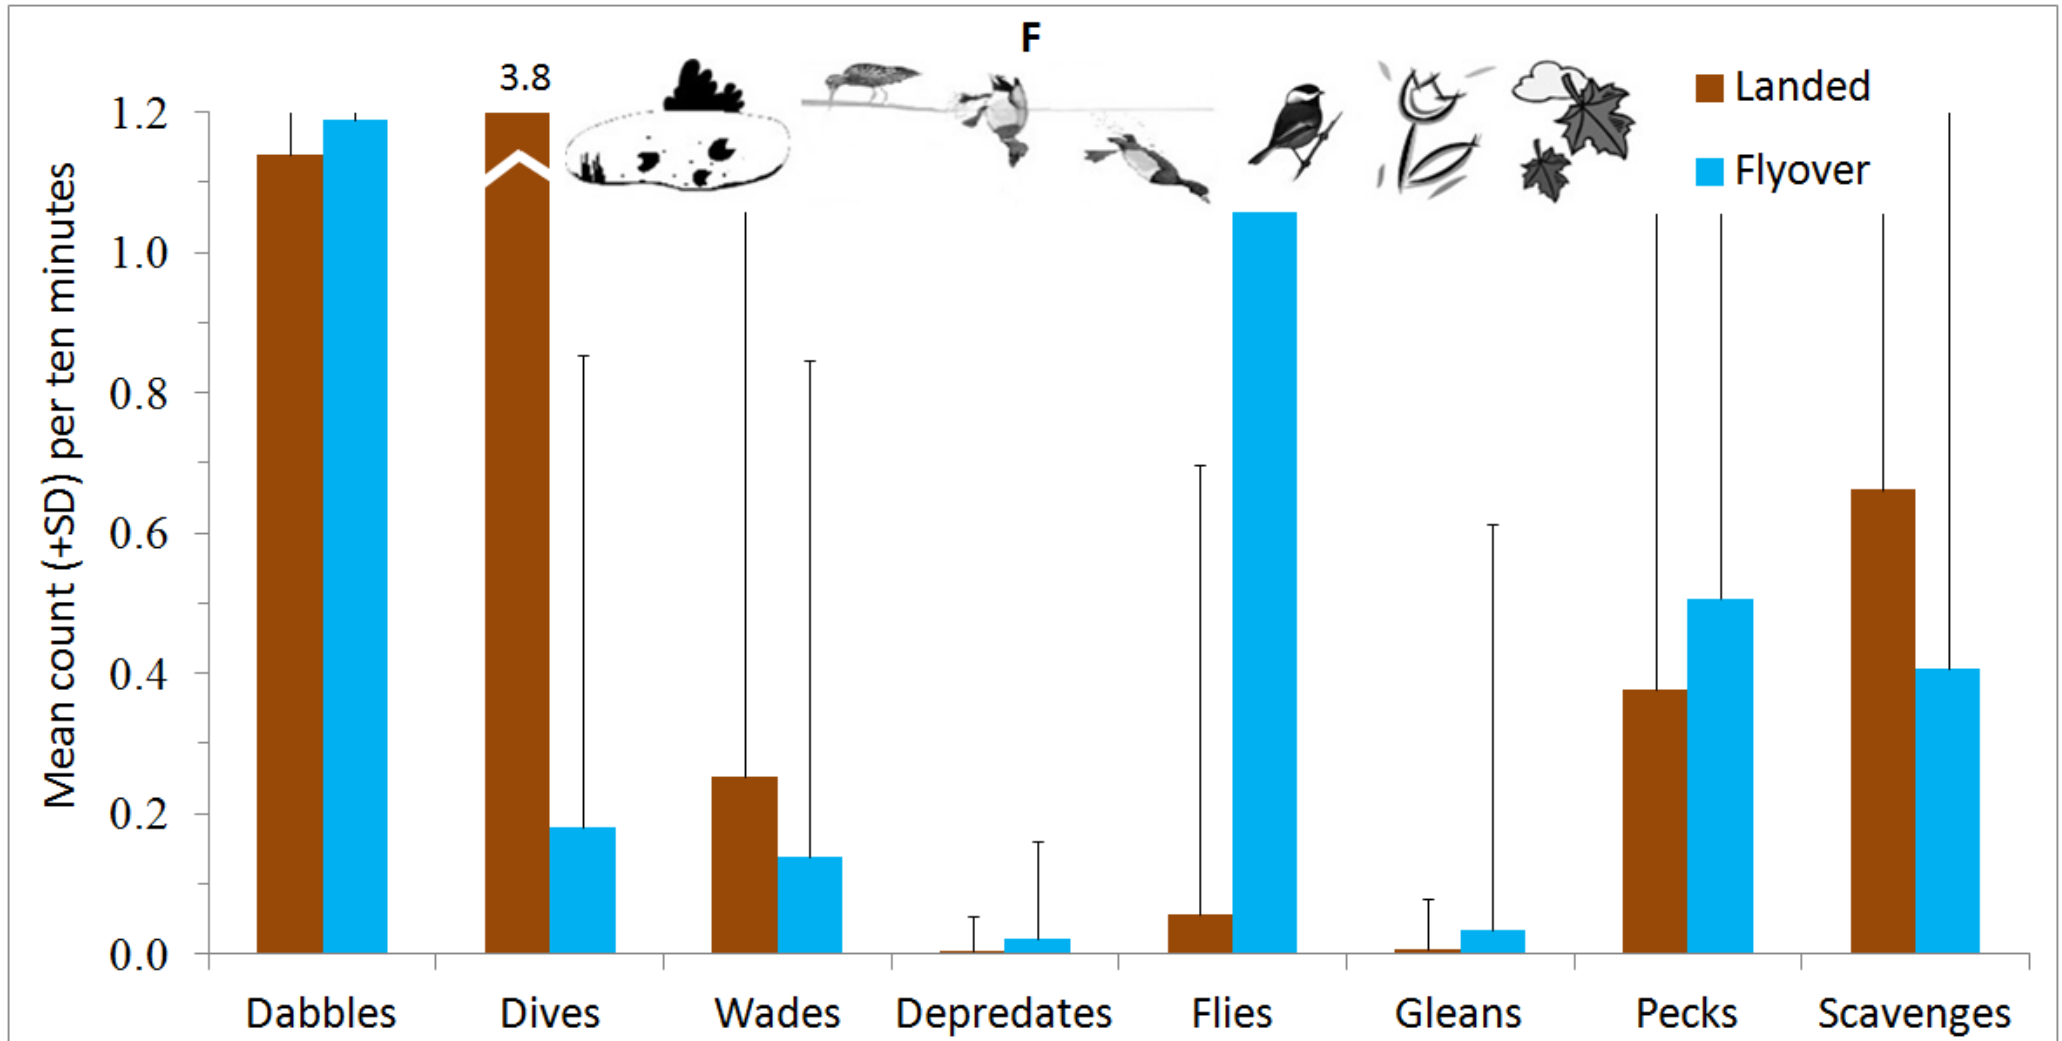 F
3.8
Landed
Flyover
Mean count (+SD) per ten minutes
1.2
1.0
0.8
0.6
0.4
0.2
0.0
Dabbles Dives Wades Depredates Flies Gleans Pecks Scavenges